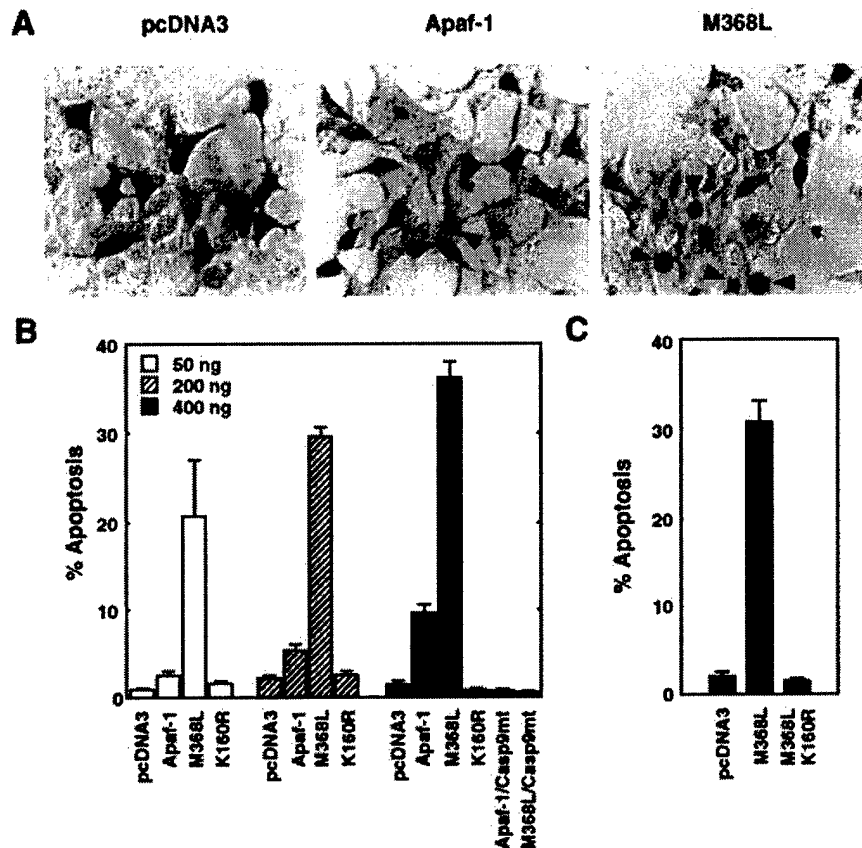 A
pcDNA3
Apaf-1
M368L
B
% Apoptosis
40
30
20
10
0
50 ng
200 ng
400 ng
pcDNA3
Apaf-1
M368L
K160R
pcDNA3
Apaf-1
M368L
K160R
pcDNA3
Apaf-1
M368L
K160R
Apaf-1/Casp9mt
M368L/Casp9mt
C
% Apoptosis
40
30
20
10
0
pcDNA3
M368L
M368L
K160R